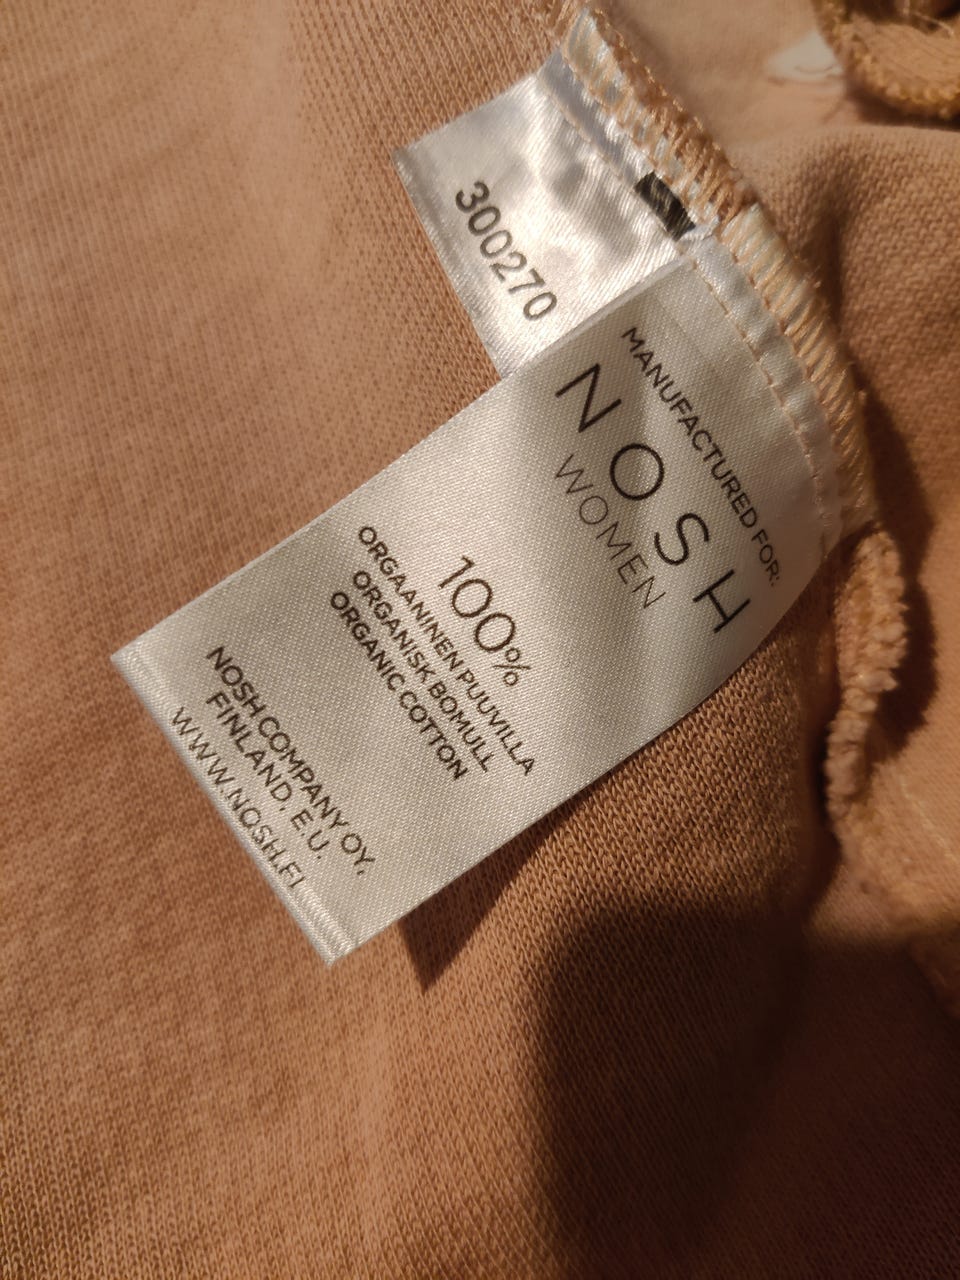 300270
MANUFACTURED FOR:
NOSH
WOMEN
100%
ORGAANINEN PUUVILLA
ORGANISK BOMULL
ORGANIC COTTON
NOSH COMPANY OY,
FINLAND, E.U.
WWW.NOSH.FI